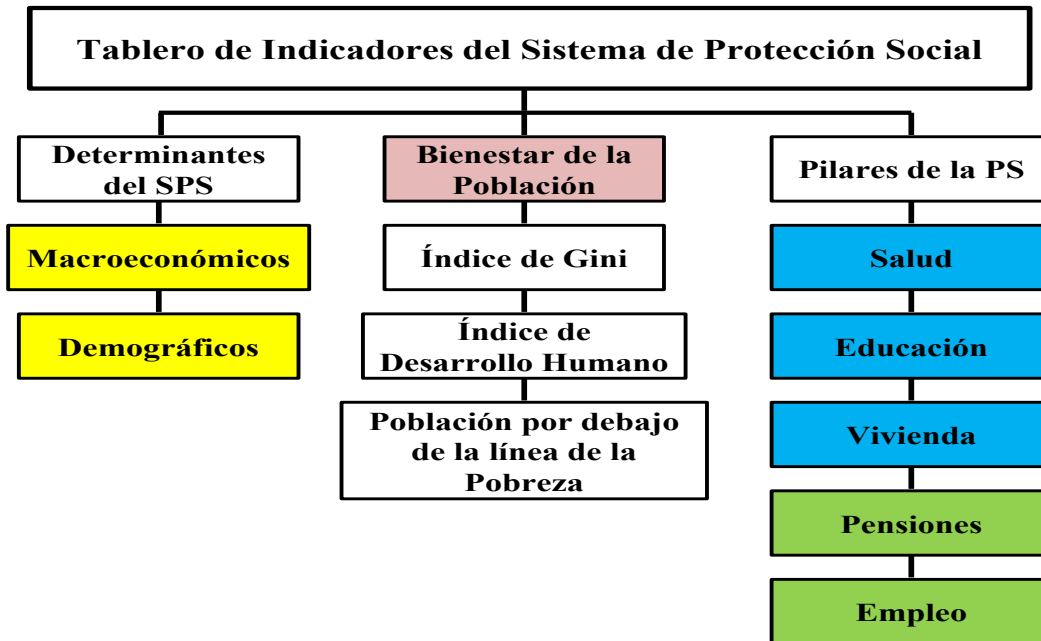 Tablero de Indicadores del Sistema de Protección Social
Determinantes
del SPS
Macroeconómicos
Demográficos
Bienestar de la
Población
Índice de Gini
Índice de
Desarrollo Humano
Población por debajo
de la línea de la
Pobreza
Pilares de la PS
Salud
Educación
Vivienda
Pensiones
Empleo